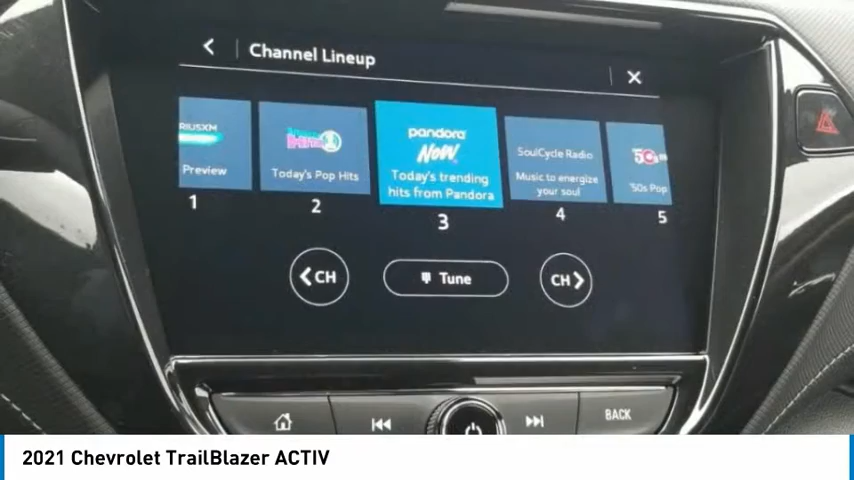 Channel Lineup
RIUSXM
Preview
1
Today's Pop Hits
2
pandora
NOW
Today's trending
hits from Pandora
3
SoulCycle Radio
Music to energize
your soul
4
50s
'50s Pop
5
CH
Tune
CH
BACK
2021 Chevrolet TrailBlazer ACTIV